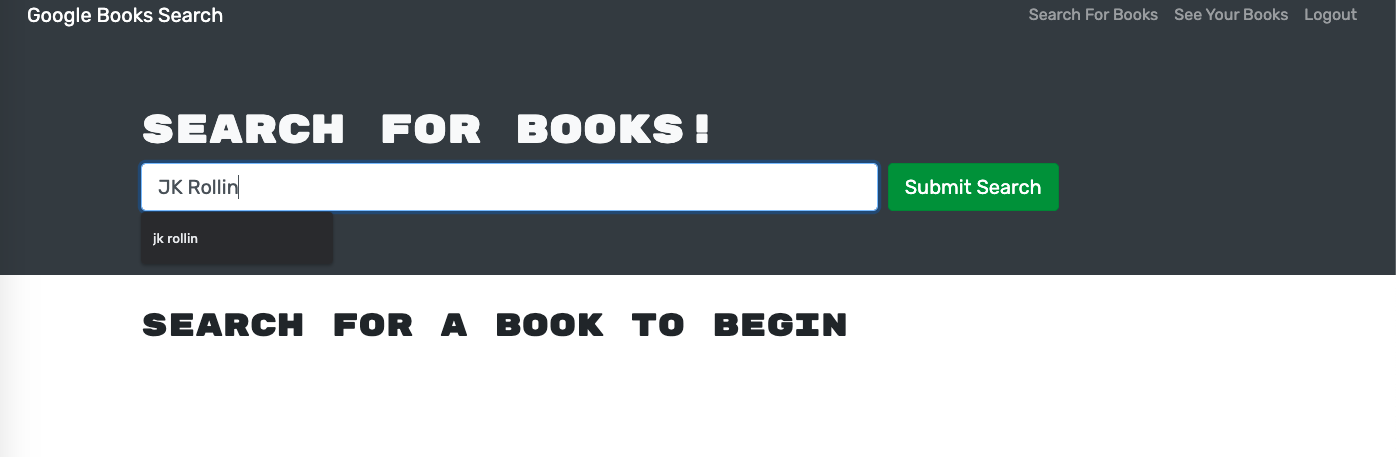 Google Books Search
Search For Books See Your Books Logout
SEARCH FOR BOOKS!
JK Rollin
Submit Search
jk rollin
SEARCH FOR A BOOK TO BEGIN